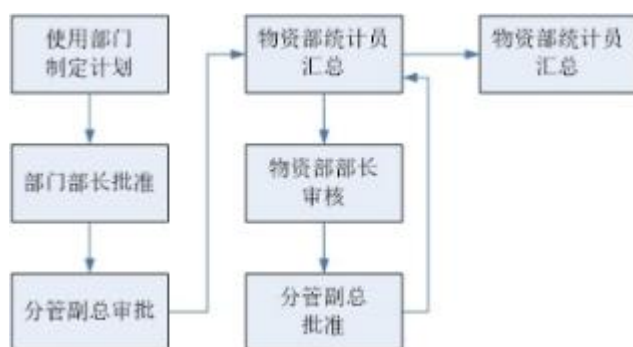 使用部门
制定计划
部门部长批准
分管副总审批
物资部统计员
汇总
物资部部长
审核
分管副总
批准
物资部统计员
汇总